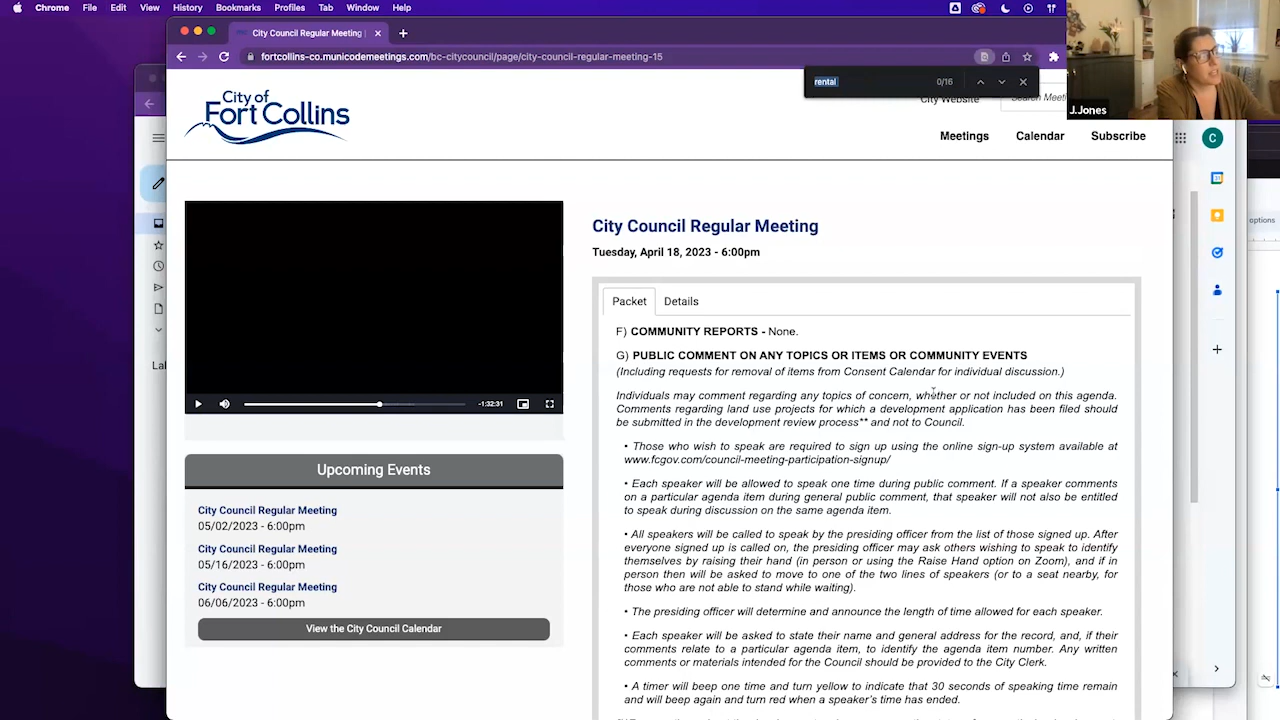 Chrome File Edit View History Bookmarks Profiles Tab Window Help
City Council Regular Meeting |
fortcollins-co.municodemeetings.com/bc-citycouncil/page/city-council-regular-meeting-15
rental 0/16
J.Jones
City of
Fort Collins
City Website
Search Meeti
Meetings Calendar Subscribe
C
options
City Council Regular Meeting
Tuesday, April 18, 2023 - 6:00pm
Packet Details
F) COMMUNITY REPORTS - None.
G) PUBLIC COMMENT ON ANY TOPICS OR ITEMS OR COMMUNITY EVENTS
(Including requests for removal of items from Consent Calendar for individual discussion.)
Individuals may comment regarding any topics of concern, whether or not included on this agenda.
Comments regarding land use projects for which a development application has been filed should
be submitted in the development review process** and not to Council.
• Those who wish to speak are required to sign up using the online sign-up system available at
www.fcgov.com/council-meeting-participation-signup/
• Each speaker will be allowed to speak one time during public comment. If a speaker comments
on a particular agenda item during general public comment, that speaker will not also be entitled
to speak during discussion on the same agenda item.
• All speakers will be called to speak by the presiding officer from the list of those signed up. After
everyone signed up is called on, the presiding officer may ask others wishing to speak to identify
themselves by raising their hand (in person or using the Raise Hand option on Zoom), and if in
person then will be asked to move to one of the two lines of speakers (or to a seat nearby, for
those who are not able to stand while waiting).
• The presiding officer will determine and announce the length of time allowed for each speaker.
• Each speaker will be asked to state their name and general address for the record, and, if their
comments relate to a particular agenda item, to identify the agenda item number. Any written
comments or materials intended for the Council should be provided to the City Clerk.
• A timer will beep one time and turn yellow to indicate that 30 seconds of speaking time remain
and will beep again and turn red when a speaker's time has ended.
-1:32:31
Upcoming Events
City Council Regular Meeting
05/02/2023 - 6:00pm
City Council Regular Meeting
05/16/2023 - 6:00pm
City Council Regular Meeting
06/06/2023 - 6:00pm
View the City Council Calendar
Lal